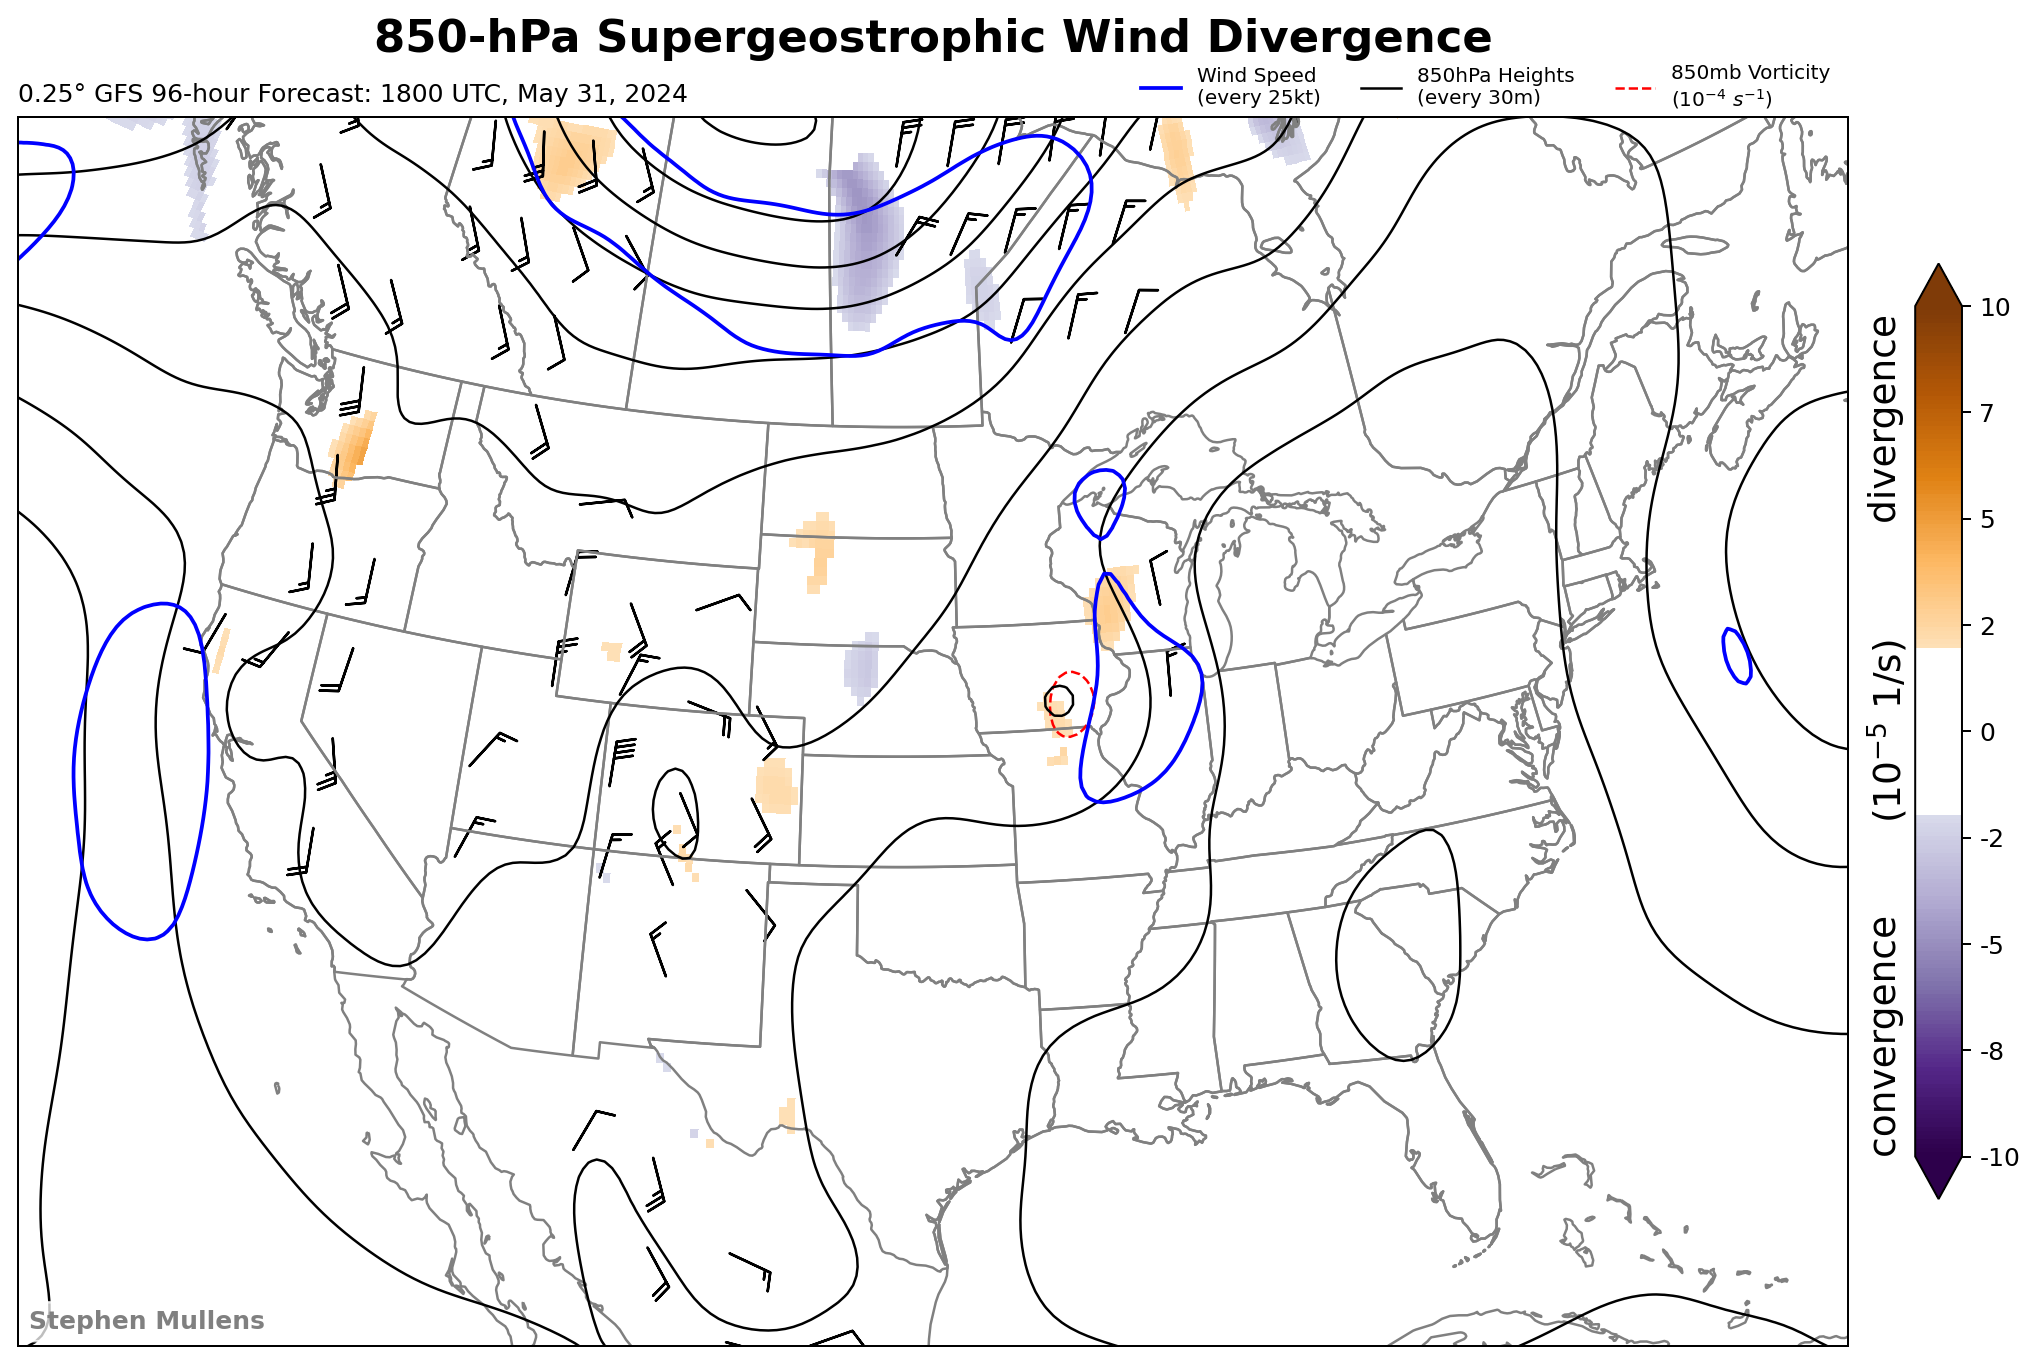 850-hPa Supergeostrophic Wind Divergence
0.25° GFS 96-hour Forecast: 1800 UTC, May 31, 2024
Wind Speed
(every 25kt)
850hPa Heights
(every 30m)
850mb Vorticity
(10⁻⁴ s⁻¹)
10
7
5
2
0
-2
-5
-8
-10
convergence (10⁻⁵ 1/s) divergence
Stephen Mullens